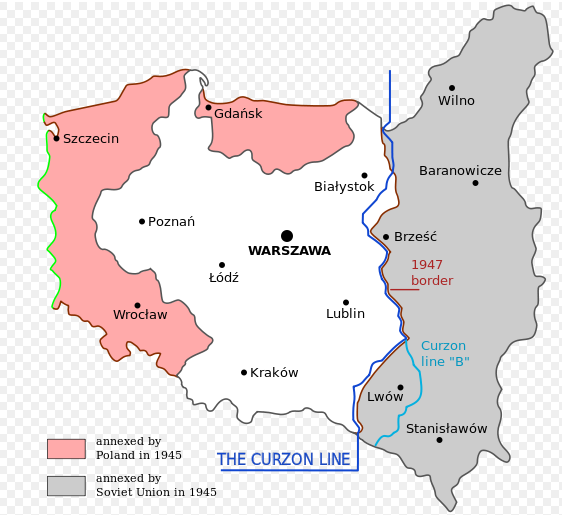 Wilno
Gdańsk
Szczecin
Baranowicze
Białystok
Poznań
Brześć
WARSZAWA
1947
border
Łódź
Wrocław
Lublin
Curzon
line "B"
Kraków
Lwów
Stanisławów
annexed by
Poland in 1945
THE CURZON LINE
annexed by
Soviet Union in 1945